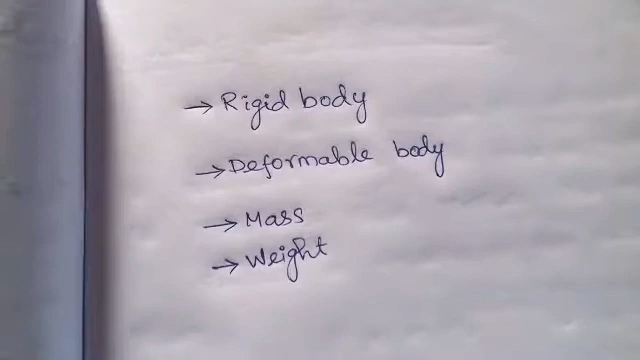 → Rigid body
→ Deformable body
→ Mass
→ Weight